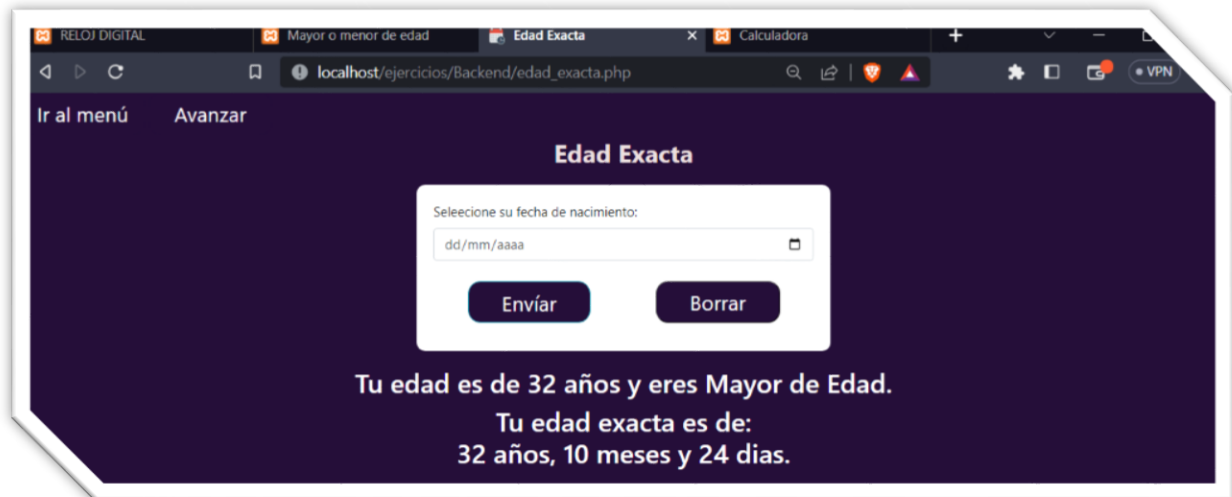 RELOJ DIGITAL Mayor o menor de edad Edad Exacta Calculadora
localhost/ejercicios/Backend/edad_exacta.php VPN
Ir al menú Avanzar
Edad Exacta
Seleecione su fecha de nacimiento:
dd/mm/aaaa
Envíar Borrar
Tu edad es de 32 años y eres Mayor de Edad.
Tu edad exacta es de:
32 años, 10 meses y 24 dias.